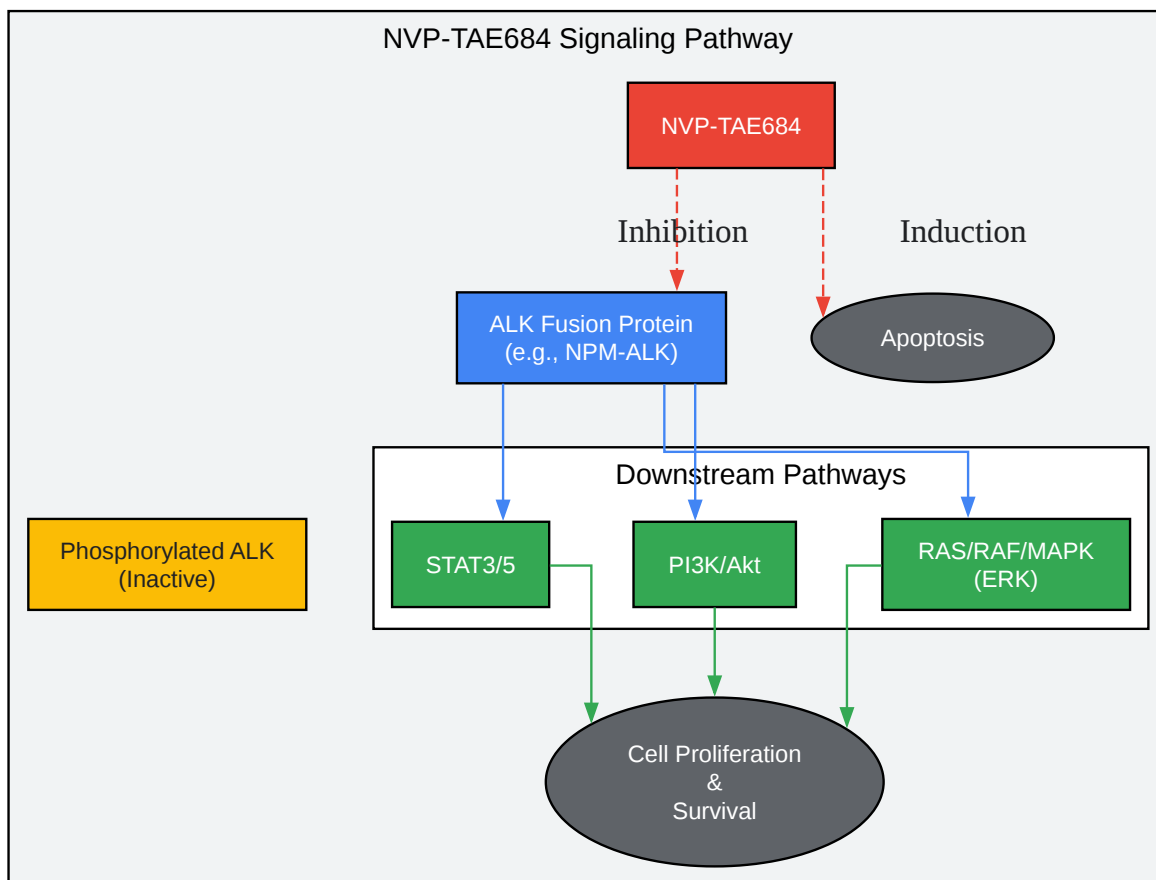 NVP-TAE684 Signaling Pathway
NVP-TAE684
Inhibition
Induction
ALK Fusion Protein
(e.g., NPM-ALK)
Apoptosis
Downstream Pathways
Phosphorylated ALK
(Inactive)
STAT3/5
PI3K/Akt
RAS/RAF/MAPK
(ERK)
Cell Proliferation
&
Survival